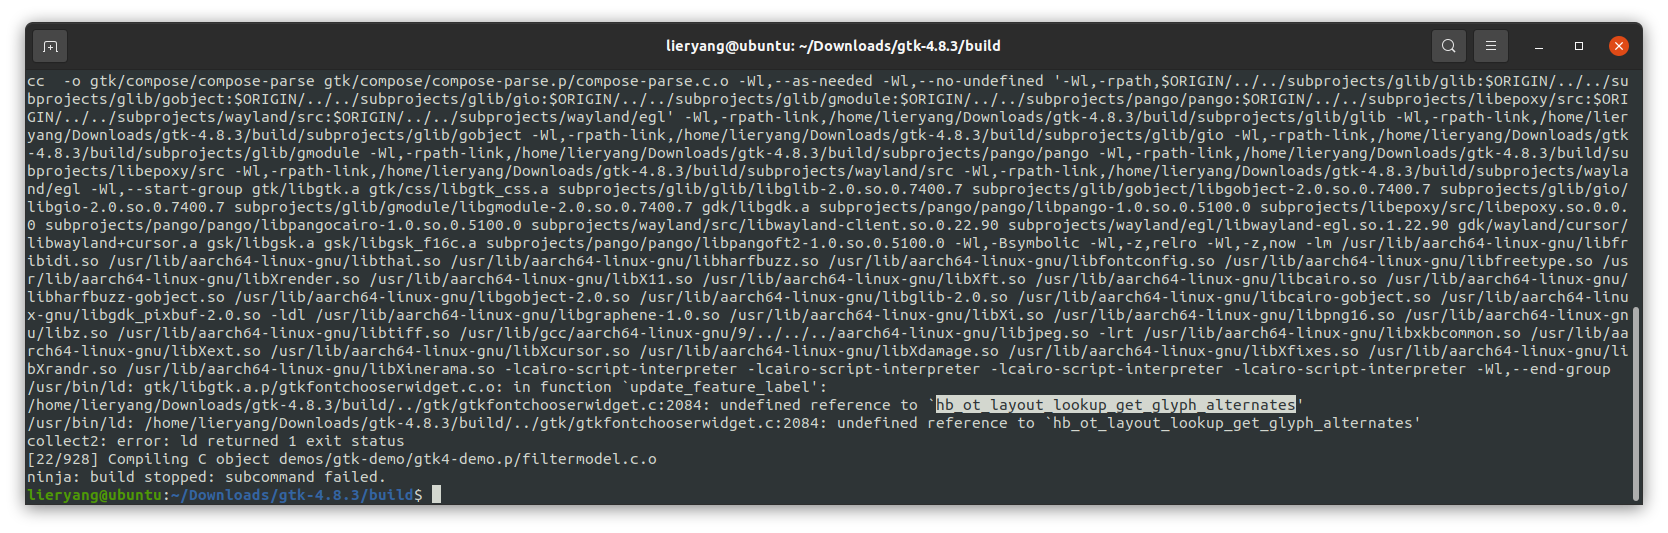 lieryang@ubuntu: ~/Downloads/gtk-4.8.3/build
cc  -o gtk/compose/compose-parse gtk/compose/compose-parse.p/compose-parse.c.o -Wl,--as-needed -Wl,--no-undefined '-Wl,-rpath,$ORIGIN/../../subprojects/glib/glib:$ORIGIN/../../su
bprojects/glib/gobject:$ORIGIN/../../subprojects/glib/gio:$ORIGIN/../../subprojects/glib/gmodule:$ORIGIN/../../subprojects/pango/pango:$ORIGIN/../../subprojects/libepoxy/src:$ORI
GIN/../../subprojects/wayland/src:$ORIGIN/../../subprojects/wayland/egl' -Wl,-rpath-link,/home/lieryang/Downloads/gtk-4.8.3/build/subprojects/glib/glib -Wl,-rpath-link,/home/lier
yang/Downloads/gtk-4.8.3/build/subprojects/glib/gobject -Wl,-rpath-link,/home/lieryang/Downloads/gtk-4.8.3/build/subprojects/glib/gio -Wl,-rpath-link,/home/lieryang/Downloads/gtk
-4.8.3/build/subprojects/glib/gmodule -Wl,-rpath-link,/home/lieryang/Downloads/gtk-4.8.3/build/subprojects/pango/pango -Wl,-rpath-link,/home/lieryang/Downloads/gtk-4.8.3/build/su
bprojects/libepoxy/src -Wl,-rpath-link,/home/lieryang/Downloads/gtk-4.8.3/build/subprojects/wayland/src -Wl,-rpath-link,/home/lieryang/Downloads/gtk-4.8.3/build/subprojects/wayla
nd/egl -Wl,--start-group gtk/libgtk.a gtk/css/libgtk_css.a subprojects/glib/glib/libglib-2.0.so.0.7400.7 subprojects/glib/gobject/libgobject-2.0.so.0.7400.7 subprojects/glib/gio/
libgio-2.0.so.0.7400.7 subprojects/glib/gmodule/libgmodule-2.0.so.0.7400.7 gdk/libgdk.a subprojects/pango/pango/libpango-1.0.so.0.5100.0 subprojects/libepoxy/src/libepoxy.so.0.0.
0 subprojects/pango/pango/libpangocairo-1.0.so.0.5100.0 subprojects/wayland/src/libwayland-client.so.0.22.90 subprojects/wayland/egl/libwayland-egl.so.1.22.90 gdk/wayland/cursor/
libwayland+cursor.a gsk/libgsk.a gsk/libgsk_f16c.a subprojects/pango/pango/libpangoft2-1.0.so.0.5100.0 -Wl,-Bsymbolic -Wl,-z,relro -Wl,-z,now -lm /usr/lib/aarch64-linux-gnu/libfr
ibidi.so /usr/lib/aarch64-linux-gnu/libthai.so /usr/lib/aarch64-linux-gnu/libharfbuzz.so /usr/lib/aarch64-linux-gnu/libfontconfig.so /usr/lib/aarch64-linux-gnu/libfreetype.so /us
r/lib/aarch64-linux-gnu/libXrender.so /usr/lib/aarch64-linux-gnu/libX11.so /usr/lib/aarch64-linux-gnu/libXft.so /usr/lib/aarch64-linux-gnu/libcairo.so /usr/lib/aarch64-linux-gnu/
libharfbuzz-gobject.so /usr/lib/aarch64-linux-gnu/libgobject-2.0.so /usr/lib/aarch64-linux-gnu/libglib-2.0.so /usr/lib/aarch64-linux-gnu/libcairo-gobject.so /usr/lib/aarch64-linu
x-gnu/libgdk_pixbuf-2.0.so -ldl /usr/lib/aarch64-linux-gnu/libgraphene-1.0.so /usr/lib/aarch64-linux-gnu/libXi.so /usr/lib/aarch64-linux-gnu/libpng16.so /usr/lib/aarch64-linux-gn
u/libz.so /usr/lib/aarch64-linux-gnu/libtiff.so /usr/lib/gcc/aarch64-linux-gnu/9/../../../aarch64-linux-gnu/libjpeg.so -lrt /usr/lib/aarch64-linux-gnu/libxkbcommon.so /usr/lib/aa
rch64-linux-gnu/libXext.so /usr/lib/aarch64-linux-gnu/libXcursor.so /usr/lib/aarch64-linux-gnu/libXdamage.so /usr/lib/aarch64-linux-gnu/libXfixes.so /usr/lib/aarch64-linux-gnu/li
bXrandr.so /usr/lib/aarch64-linux-gnu/libXinerama.so -lcairo-script-interpreter -lcairo-script-interpreter -lcairo-script-interpreter -lcairo-script-interpreter -Wl,--end-group
/usr/bin/ld: gtk/libgtk.a.p/gtkfontchooserwidget.c.o: in function `update_feature_label':
/home/lieryang/Downloads/gtk-4.8.3/build/../gtk/gtkfontchooserwidget.c:2084: undefined reference to `hb_ot_layout_lookup_get_glyph_alternates'
/usr/bin/ld: /home/lieryang/Downloads/gtk-4.8.3/build/../gtk/gtkfontchooserwidget.c:2084: undefined reference to `hb_ot_layout_lookup_get_glyph_alternates'
collect2: error: ld returned 1 exit status
[22/928] Compiling C object demos/gtk-demo/gtk4-demo.p/filtermodel.c.o
ninja: build stopped: subcommand failed.
lieryang@ubuntu:~/Downloads/gtk-4.8.3/build$